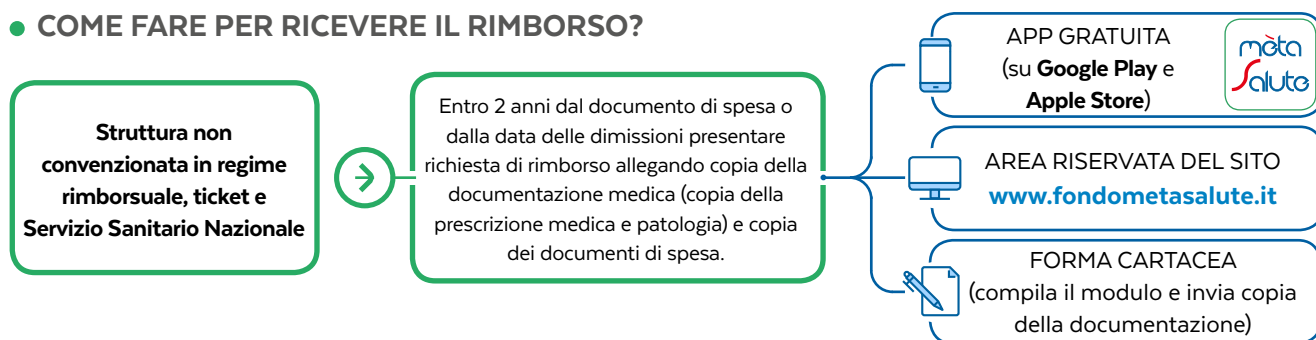 COME FARE PER RICEVERE IL RIMBORSO?
Struttura non
convenzionata in regime
rimborsuale, ticket e
Servizio Sanitario Nazionale
Entro 2 anni dal documento di spesa o
dalla data delle dimissioni presentare
richiesta di rimborso allegando copia della
documentazione medica (copia della
prescrizione medica e patologia) e copia
dei documenti di spesa.
APP GRATUITA
(su Google Play e
Apple Store)
mèta
Salute
AREA RISERVATA DEL SITO
www.fondometasalute.it
FORMA CARTACEA
(compila il modulo e invia copia
della documentazione)